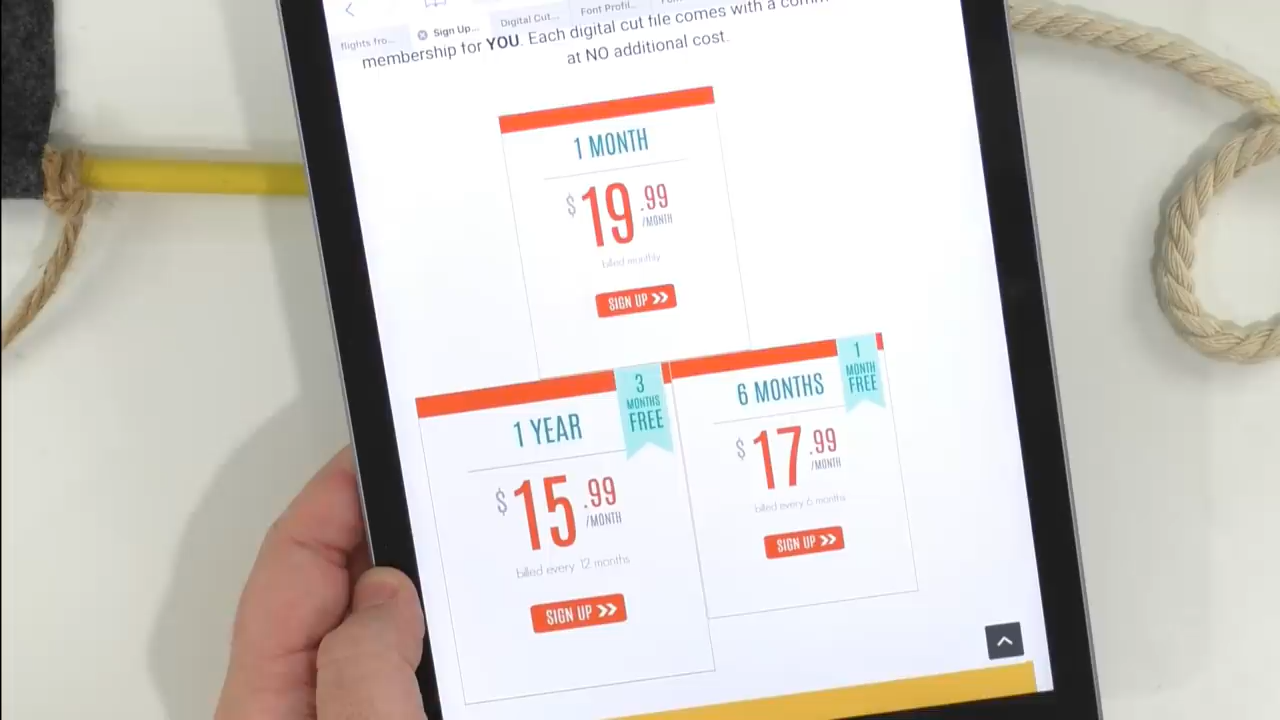 flights fro...
Sign Up...
Digital Cut...
Font Profil...
membership for YOU. Each digital cut file comes with a
at NO additional cost.
1 MONTH
$19.99
/MONTH
billed monthly
SIGN UP >>
1 YEAR
3
MONTHS
FREE
$15.99
/MONTH
billed every 12 months
SIGN UP >>
6 MONTHS
1
MONTH
FREE
$17.99
/MONTH
billed every 6 months
SIGN UP >>